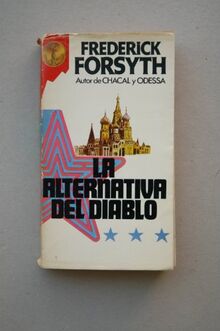 FREDERICK
FORSYTH
Autor de CHACAL y ODESSA
LA
ALTERNATIVA
DEL DIABLO